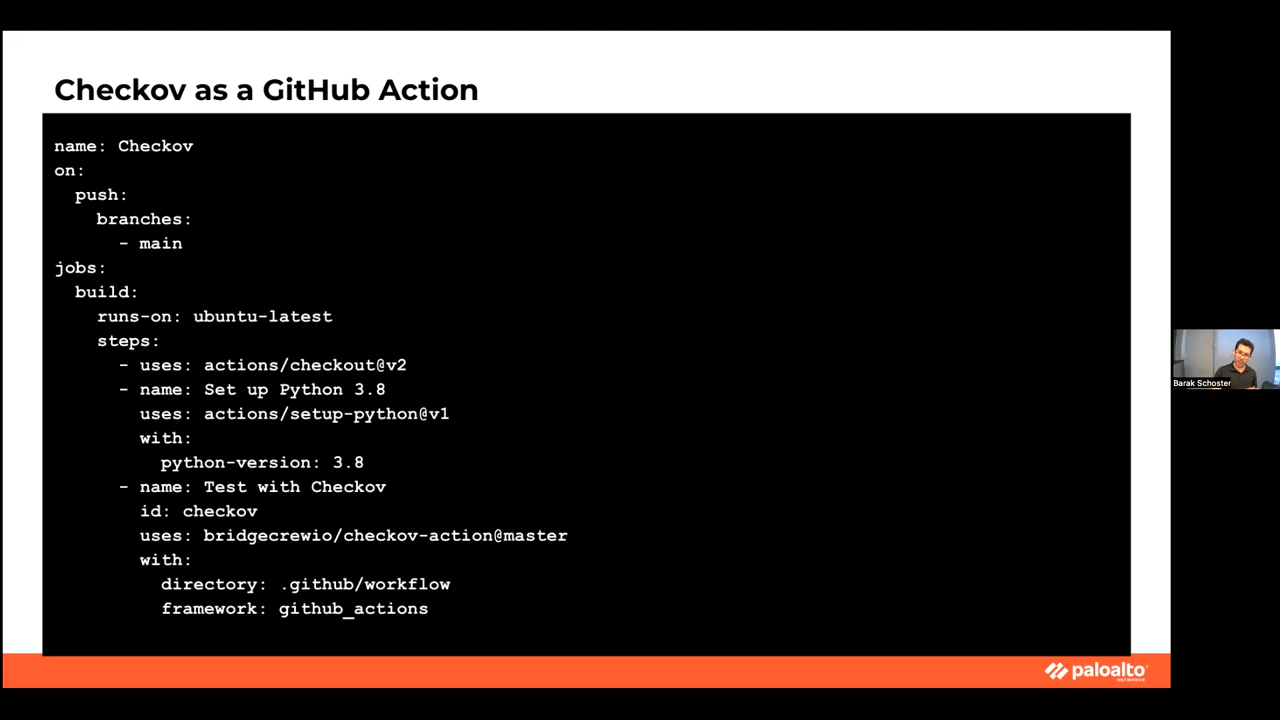 Checkov as a GitHub Action
name: Checkov
on:
push:
branches:
- main
jobs:
build:
runs-on: ubuntu-latest
steps:
- uses: actions/checkout@v2
- name: Set up Python 3.8
uses: actions/setup-python@v1
with:
python-version: 3.8
- name: Test with Checkov
id: checkov
uses: bridgecrewio/checkov-action@master
with:
directory: .github/workflow
framework: github_actions
Barak Schoster
paloalto
NETWORKS